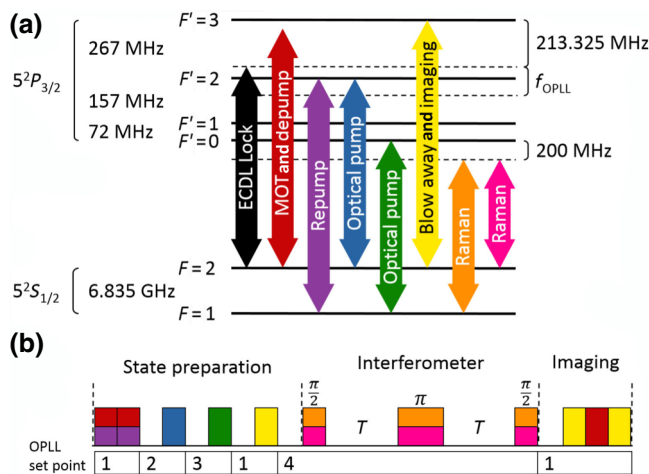 (a)
F' = 3
267 MHz
213.325 MHz
5²P₃/₂
F' = 2
f_OPLL
157 MHz
72 MHz
F' = 1
F' = 0
200 MHz
ECDL Lock
MOT and depump
Repump
Optical pump
Optical pump
Blow away and imaging
Raman
Raman
F = 2
5²S₁/₂
6.835 GHz
F = 1
(b)
State preparation
Interferometer
Imaging
π/2
π
π/2
T
T
OPLL
set point
1 2 3 1 4 1